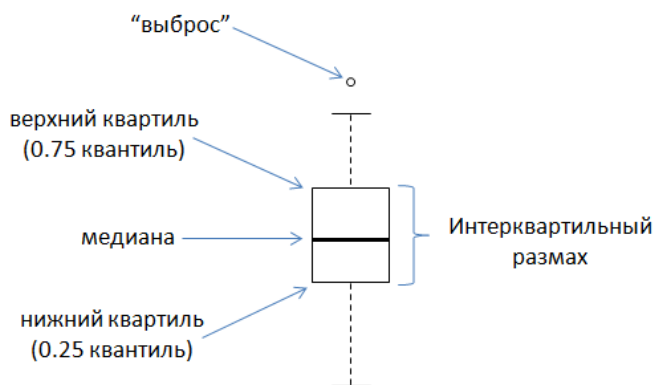 “выброс”
верхний квартиль
(0.75 квантиль)
медиана
Интерквартильный
размах
нижний квартиль
(0.25 квантиль)